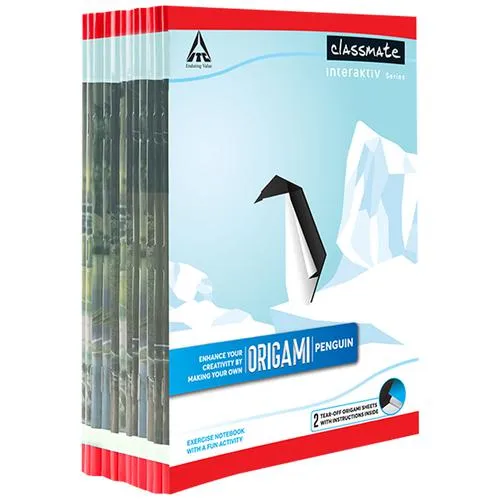 ITC
Enduring Value
classmate
interaktiv Series
ENHANCE YOUR
CREATIVITY BY
MAKING YOUR OWN
ORIGAMI PENGUIN
2 TEAR-OFF ORIGAMI SHEETS
WITH INSTRUCTIONS INSIDE
EXERCISE NOTEBOOK
WITH A FUN ACTIVITY